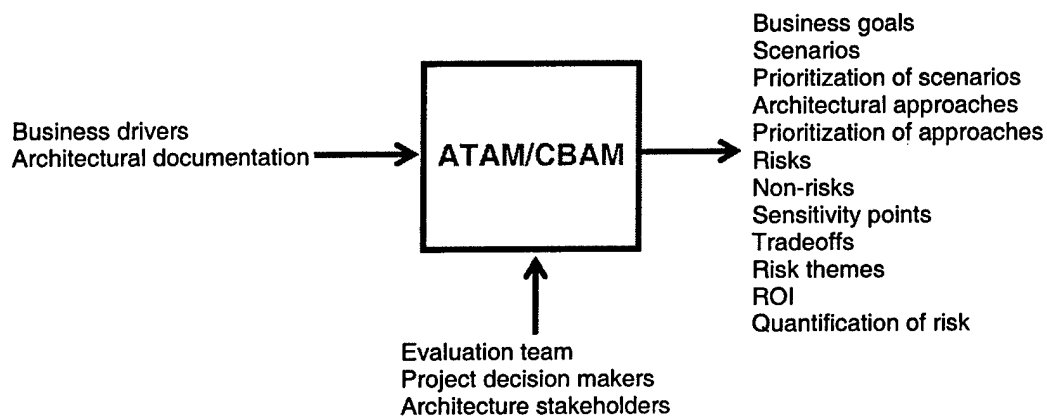 Business drivers
Architectural documentation
ATAM/CBAM
Business goals
Scenarios
Prioritization of scenarios
Architectural approaches
Prioritization of approaches
Risks
Non-risks
Sensitivity points
Tradeoffs
Risk themes
ROI
Quantification of risk
Evaluation team
Project decision makers
Architecture stakeholders